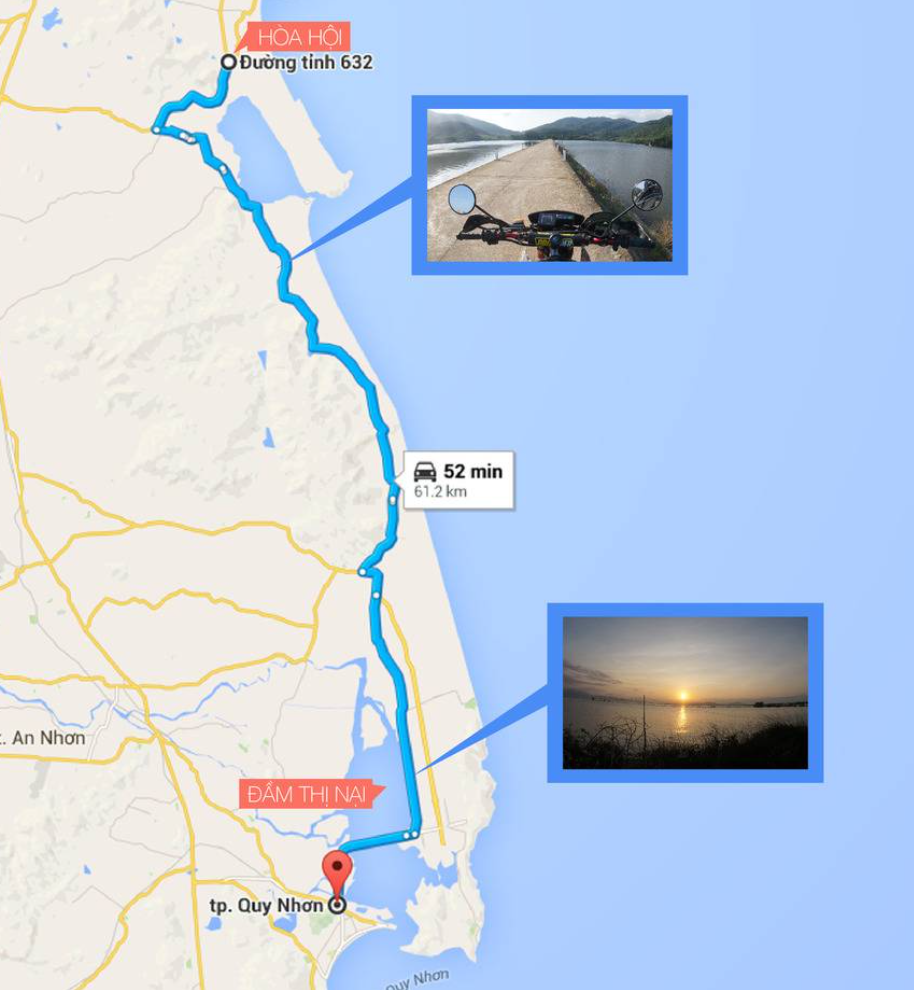 HÒA HỘI
Đường tỉnh 632
52 min
61.2 km
t. An Nhơn
ĐẦM THỊ NẠI
tp. Quy Nhơn
Quy Nhơn